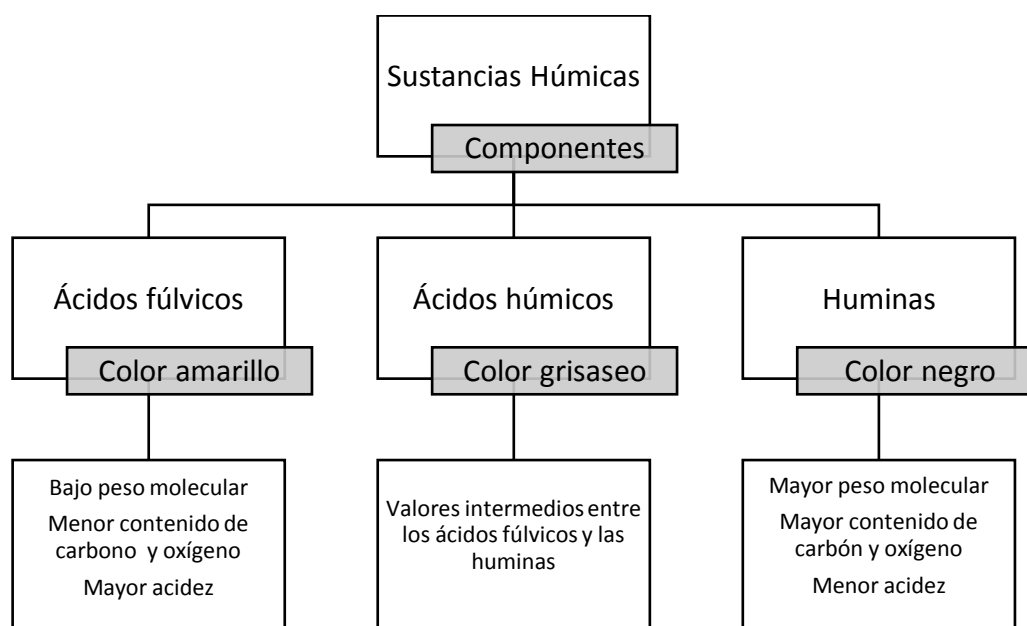 Sustancias Húmicas
Componentes
Ácidos fúlvicos
Color amarillo
Ácidos húmicos
Color grisaseo
Huminas
Color negro
Bajo peso molecular
Menor contenido de
carbono y oxígeno
Mayor acidez
Valores intermedios entre
los ácidos fúlvicos y las
huminas
Mayor peso molecular
Mayor contenido de
carbón y oxígeno
Menor acidez